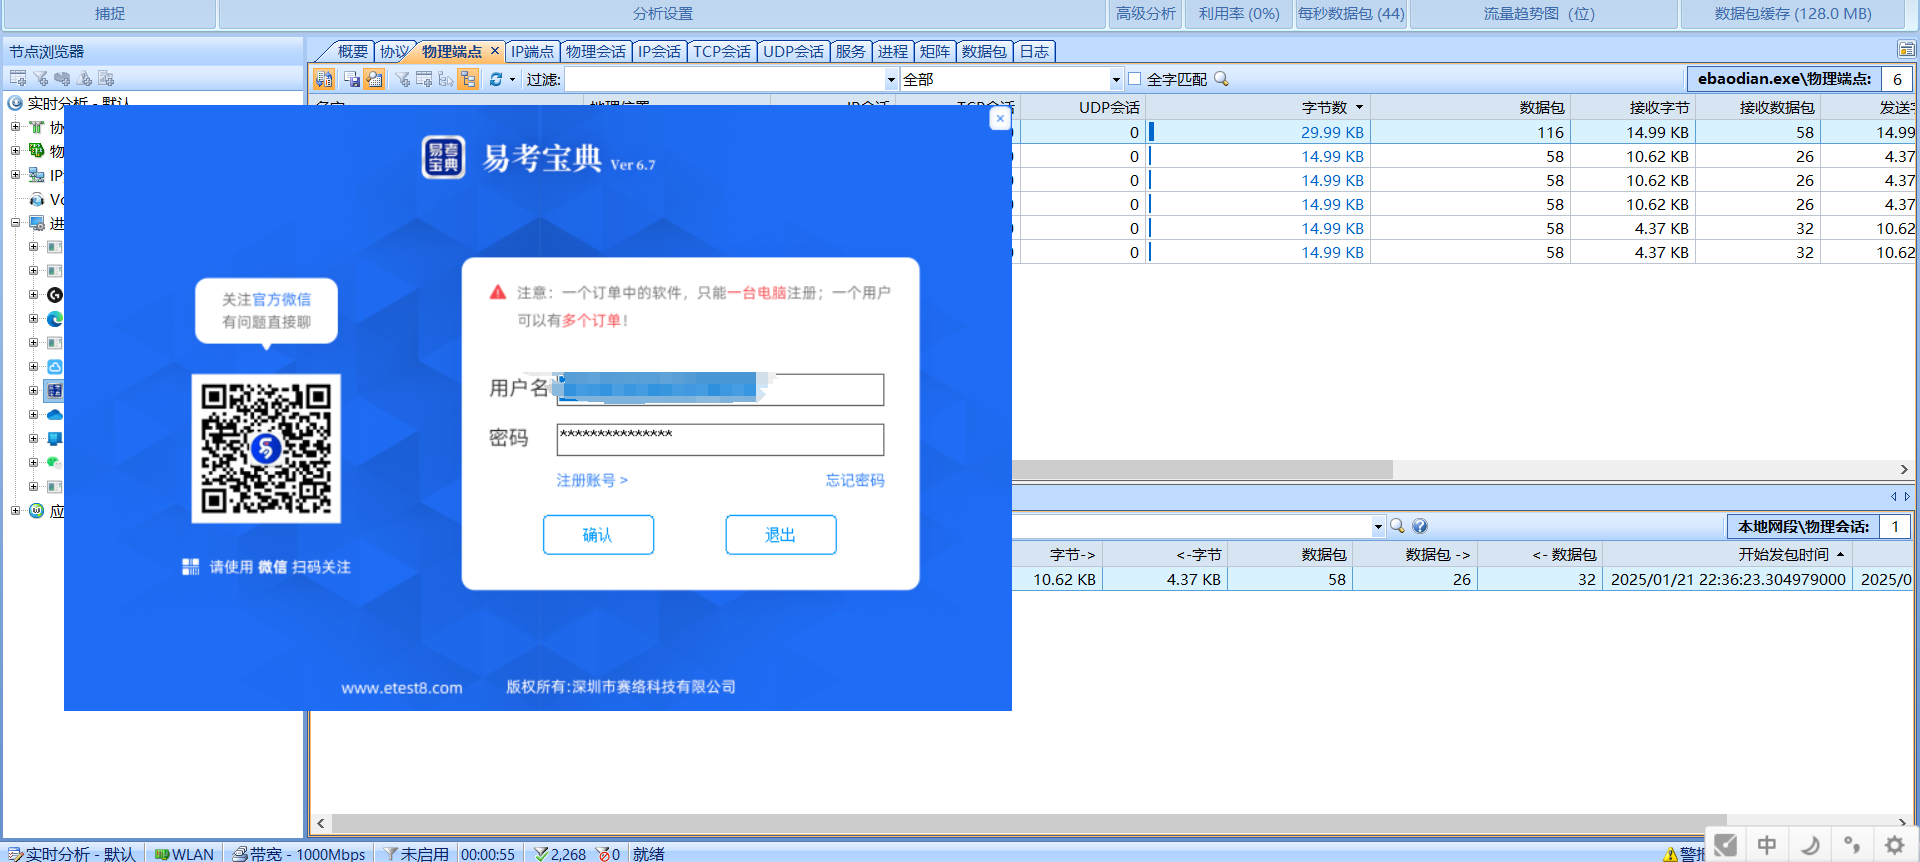 捕捉 分析设置 高级分析 利用率 (0%) 每秒数据包 (44) 流量趋势图 (位) 数据包缓存 (128.0 MB)
节点浏览器
概要 协议 物理端点 × IP端点 物理会话 IP会话 TCP会话 UDP会话 服务 进程 矩阵 数据包 日志
过滤: 全部 全字匹配 ebaodian.exe\物理端点: 6
实时分析 - 默认
UDP会话 字节数 数据包 接收字节 接收数据包 发送
0 29.99 KB 116 14.99 KB 58 14.99
0 14.99 KB 58 10.62 KB 26 4.37
0 14.99 KB 58 10.62 KB 26 4.37
0 14.99 KB 58 10.62 KB 26 4.37
0 14.99 KB 58 4.37 KB 32 10.62
0 14.99 KB 58 4.37 KB 32 10.62
协
物
IP
Vo
进
应
易考宝典
易考宝典 Ver 6.7
关注官方微信
有问题直接聊
请使用 微信 扫码关注
注意：一个订单中的软件，只能一台电脑注册；一个用户
可以有多个订单！
用户名
密码 ***************
注册账号 > 忘记密码
确认 退出
www.etest8.com 版权所有:深圳市赛络科技有限公司
本地网段\物理会话: 1
字节-> <-字节 数据包 数据包 -> <- 数据包 开始发包时间
10.62 KB 4.37 KB 58 26 32 2025/01/21 22:36:23.304979000 2025/0
实时分析 - 默认 WLAN 带宽 - 1000Mbps 未启用 00:00:55 2,268 0 就绪 警
中